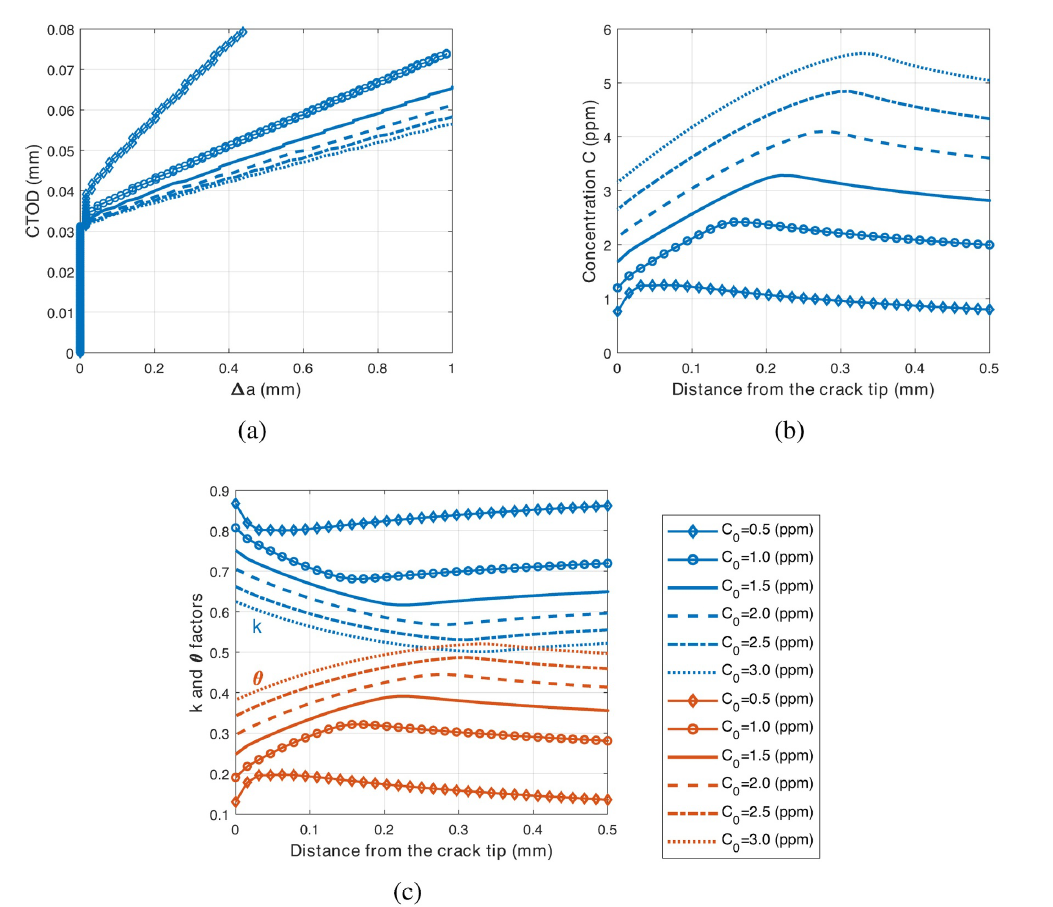 0.08
0.07
0.06
0.05
0.04
0.03
0.02
0.01
0
CTOD (mm)
0
0.2
0.4
0.6
0.8
1
Δa (mm)
(a)
6
5
4
3
2
1
0
Concentration C (ppm)
0
0.1
0.2
0.3
0.4
0.5
Distance from the crack tip (mm)
(b)
0.9
0.8
0.7
0.6
0.5
0.4
0.3
0.2
0.1
k and θ factors
k
θ
0
0.1
0.2
0.3
0.4
0.5
Distance from the crack tip (mm)
(c)
C₀=0.5 (ppm)
C₀=1.0 (ppm)
C₀=1.5 (ppm)
C₀=2.0 (ppm)
C₀=2.5 (ppm)
C₀=3.0 (ppm)
C₀=0.5 (ppm)
C₀=1.0 (ppm)
C₀=1.5 (ppm)
C₀=2.0 (ppm)
C₀=2.5 (ppm)
C₀=3.0 (ppm)